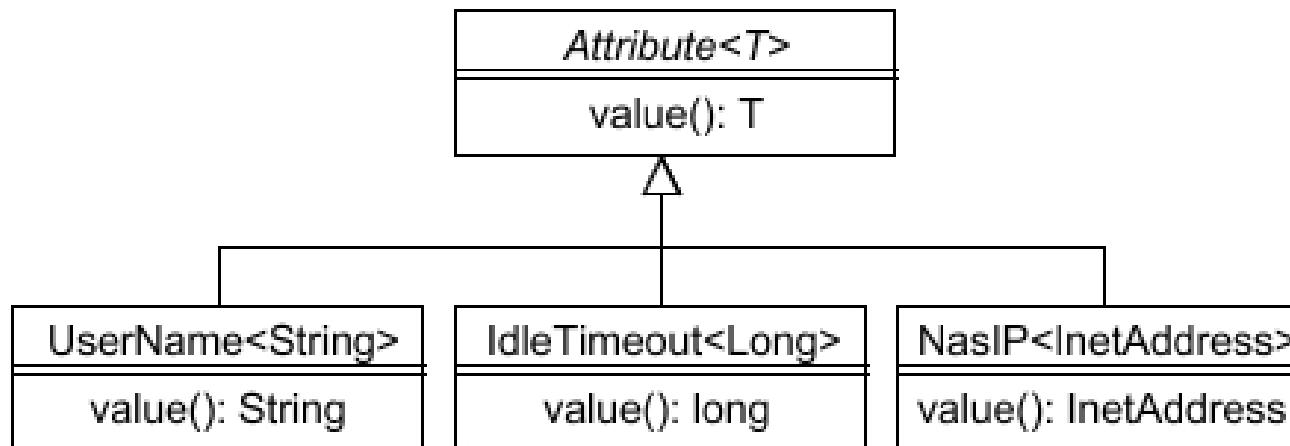 Attribute<T>
value(): T
UserName<String>
value(): String
IdleTimeout<Long>
value(): long
NasIP<InetAddress>
value(): InetAddress